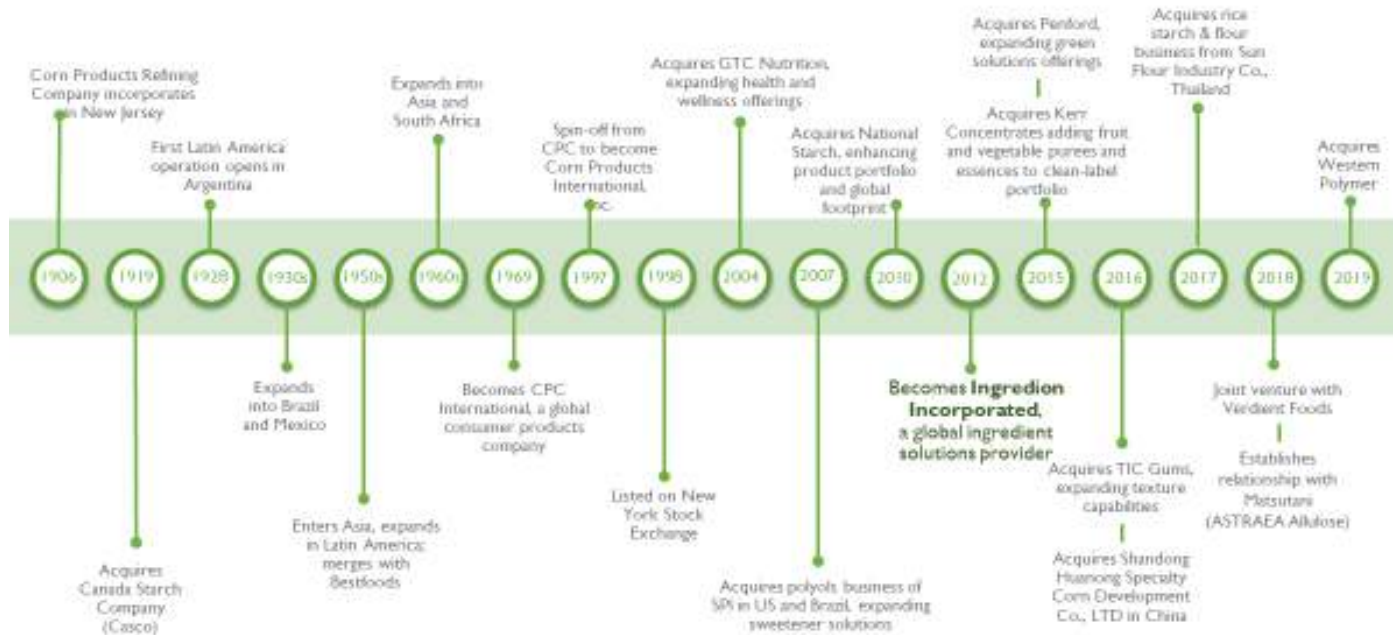 Corn Products Refining
Company incorporates
in New Jersey
First Latin America
operation opens in
Argentina
Expands into
Asia and
South Africa
Spin-off from
CPC to become
Corn Products
International,
Inc.
Acquires GTC Nutrition,
expanding health and
wellness offerings
Acquires National
Starch, enhancing
product portfolio
and global
footprint
Acquires Penford,
expanding green
solutions offerings
Acquires Kerr
Concentrates adding fruit
and vegetable purees and
essences to clean-label
portfolio
Acquires rice
starch & flour
business from Sun
Flour Industry Co.,
Thailand
Acquires
Western
Polymer
1906 1919 1928 1930s 1950s 1960s 1969 1997 1998 2004 2007 2010 2012 2015 2016 2017 2018 2019
Acquires
Canada Starch
Company
(Casco)
Expands
into Brazil
and Mexico
Enters Asia, expands
in Latin America;
merges with
Bestfoods
Becomes CPC
International, a global
consumer products
company
Listed on New
York Stock
Exchange
Acquires polyols business of
SPI in US and Brazil, expanding
sweetener solutions
Becomes Ingredion
Incorporated,
a global ingredient
solutions provider
Acquires TIC Gums,
expanding texture
capabilities
Acquires Shandong
Huanong Specialty
Corn Development
Co., LTD in China
Joint venture with
Verdient Foods
Establishes
relationship with
Matsutani
(ASTRAEA Allulose)